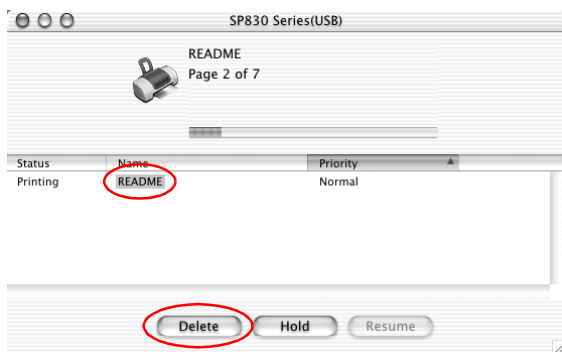 SP830 Series(USB)
README
Page 2 of 7
Status Name Priority
Printing README Normal
Delete Hold Resume